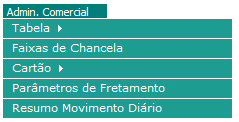 Admin. Comercial
Tabela
Faixas de Chancela
Cartão
Parâmetros de Fretamento
Resumo Movimento Diário